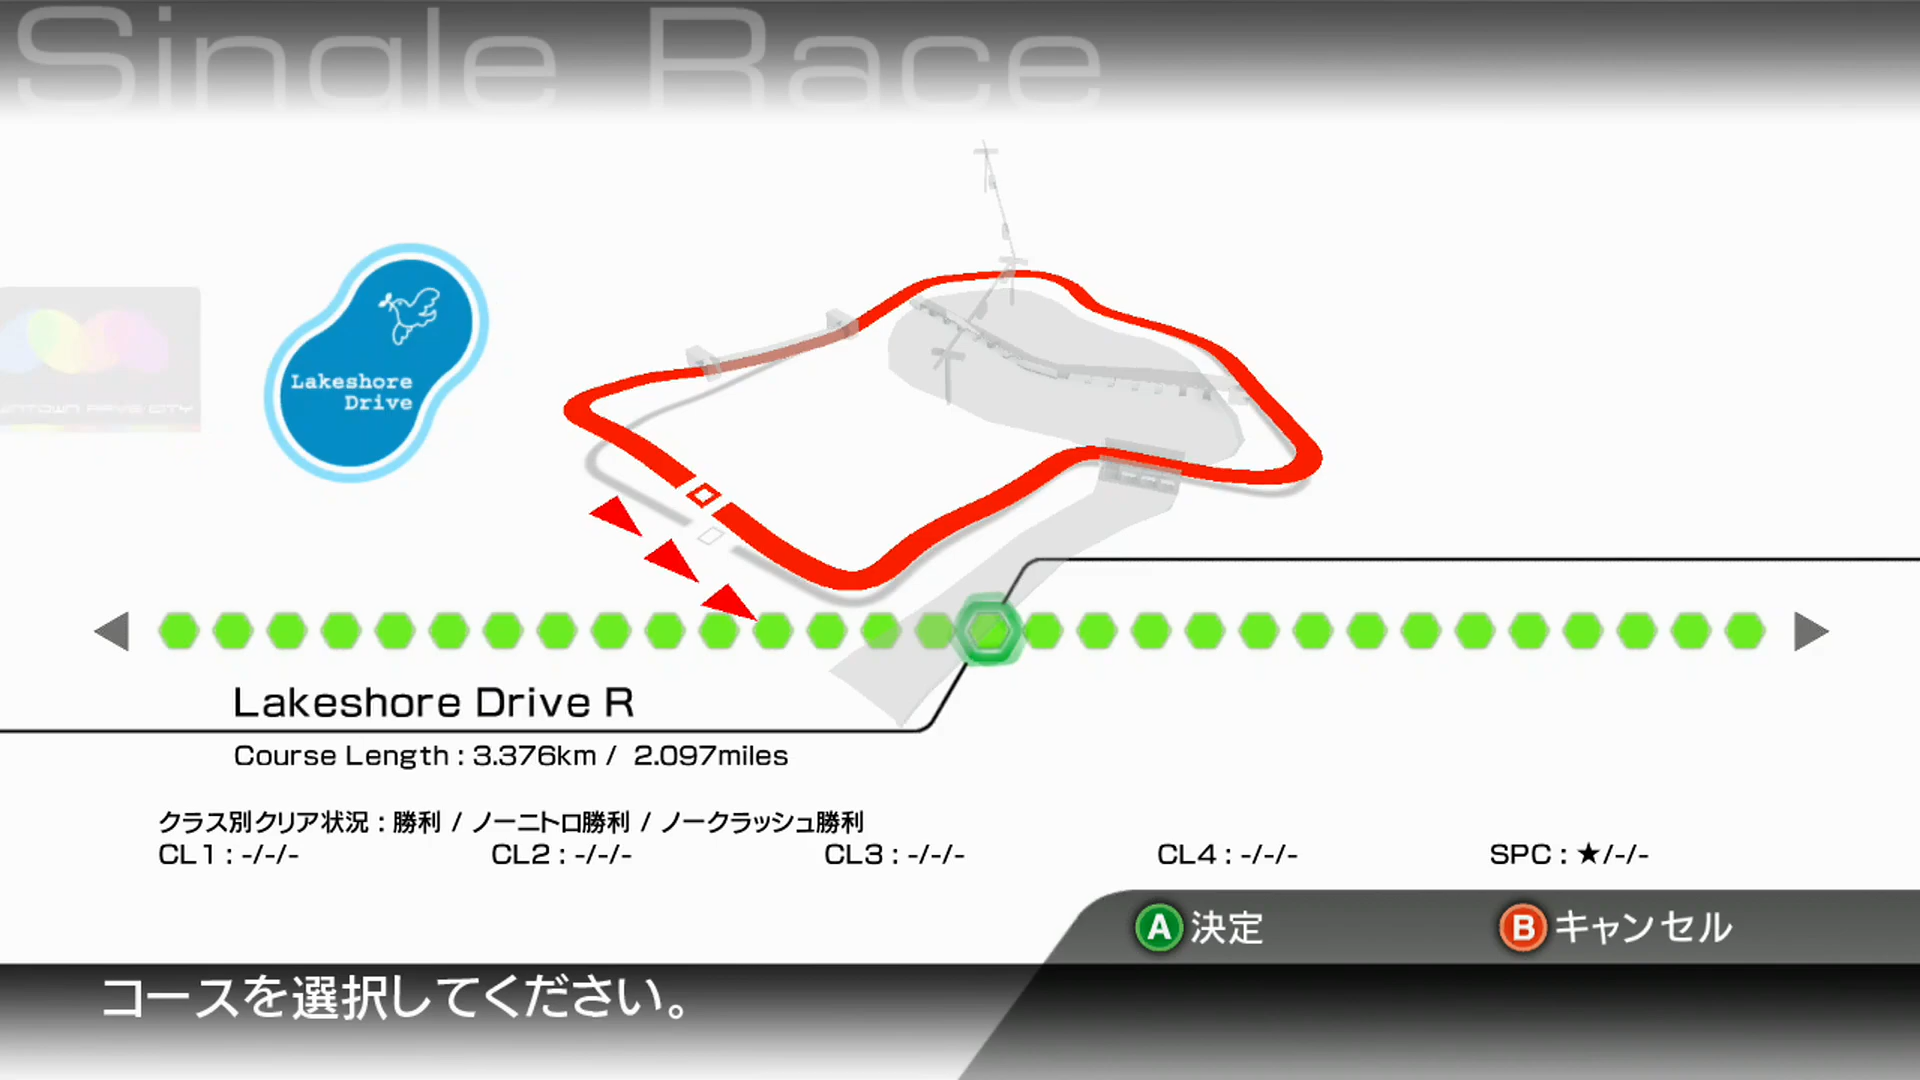 Single Race
Lakeshore
Drive
Lakeshore Drive R
Course Length : 3.376km / 2.097miles
クラス別クリア状況 : 勝利 / ノーニトロ勝利 / ノークラッシュ勝利
CL1 : -/-/-
CL2 : -/-/-
CL3 : -/-/-
CL4 : -/-/-
SPC : ★/-/-
A 決定
B キャンセル
コースを選択してください。